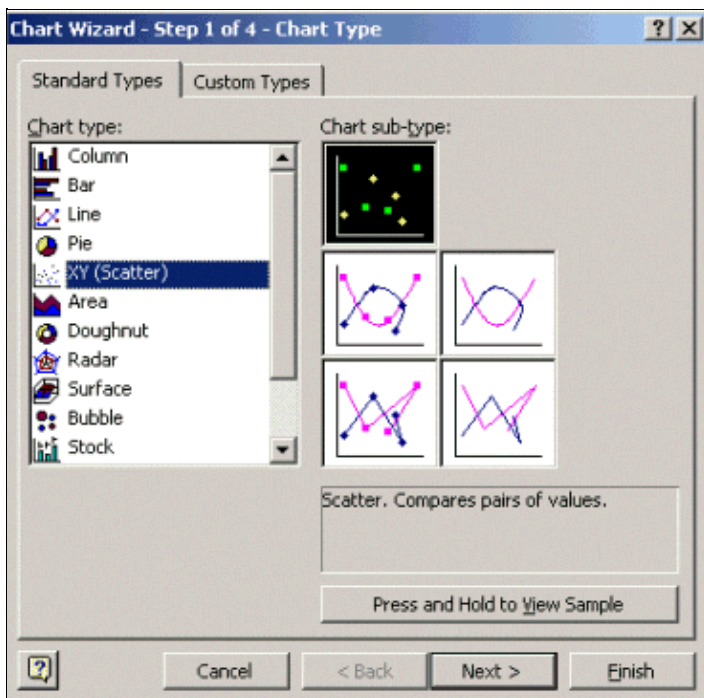 Chart Wizard - Step 1 of 4 - Chart Type
Standard Types
Custom Types
Chart type:
Column
Bar
Line
Pie
XY (Scatter)
Area
Doughnut
Radar
Surface
Bubble
Stock
Chart sub-type:
Scatter. Compares pairs of values.
Press and Hold to View Sample
Cancel
< Back
Next >
Finish